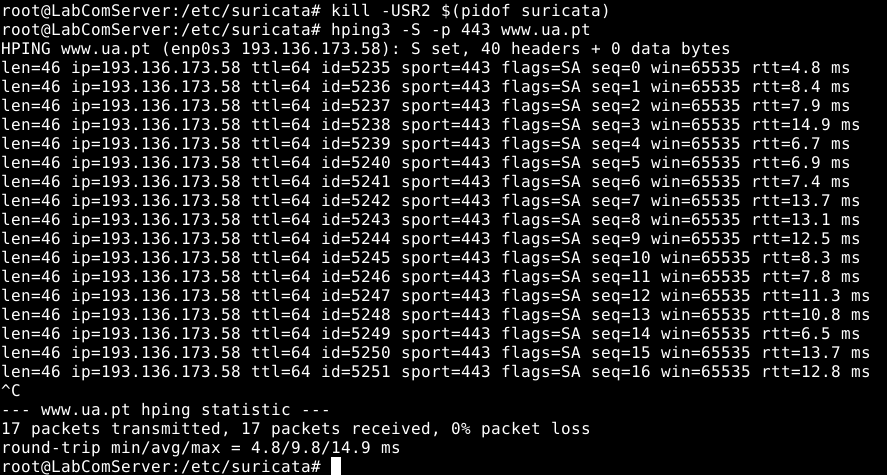 root@LabComServer:/etc/suricata# kill -USR2 $(pidof suricata)
root@LabComServer:/etc/suricata# hping3 -S -p 443 www.ua.pt
HPING www.ua.pt (enp0s3 193.136.173.58): S set, 40 headers + 0 data bytes
len=46 ip=193.136.173.58 ttl=64 id=5235 sport=443 flags=SA seq=0 win=65535 rtt=4.8 ms
len=46 ip=193.136.173.58 ttl=64 id=5236 sport=443 flags=SA seq=1 win=65535 rtt=8.4 ms
len=46 ip=193.136.173.58 ttl=64 id=5237 sport=443 flags=SA seq=2 win=65535 rtt=7.9 ms
len=46 ip=193.136.173.58 ttl=64 id=5238 sport=443 flags=SA seq=3 win=65535 rtt=14.9 ms
len=46 ip=193.136.173.58 ttl=64 id=5239 sport=443 flags=SA seq=4 win=65535 rtt=6.7 ms
len=46 ip=193.136.173.58 ttl=64 id=5240 sport=443 flags=SA seq=5 win=65535 rtt=6.9 ms
len=46 ip=193.136.173.58 ttl=64 id=5241 sport=443 flags=SA seq=6 win=65535 rtt=7.4 ms
len=46 ip=193.136.173.58 ttl=64 id=5242 sport=443 flags=SA seq=7 win=65535 rtt=13.7 ms
len=46 ip=193.136.173.58 ttl=64 id=5243 sport=443 flags=SA seq=8 win=65535 rtt=13.1 ms
len=46 ip=193.136.173.58 ttl=64 id=5244 sport=443 flags=SA seq=9 win=65535 rtt=12.5 ms
len=46 ip=193.136.173.58 ttl=64 id=5245 sport=443 flags=SA seq=10 win=65535 rtt=8.3 ms
len=46 ip=193.136.173.58 ttl=64 id=5246 sport=443 flags=SA seq=11 win=65535 rtt=7.8 ms
len=46 ip=193.136.173.58 ttl=64 id=5247 sport=443 flags=SA seq=12 win=65535 rtt=11.3 ms
len=46 ip=193.136.173.58 ttl=64 id=5248 sport=443 flags=SA seq=13 win=65535 rtt=10.8 ms
len=46 ip=193.136.173.58 ttl=64 id=5249 sport=443 flags=SA seq=14 win=65535 rtt=6.5 ms
len=46 ip=193.136.173.58 ttl=64 id=5250 sport=443 flags=SA seq=15 win=65535 rtt=13.7 ms
len=46 ip=193.136.173.58 ttl=64 id=5251 sport=443 flags=SA seq=16 win=65535 rtt=12.8 ms
^C
--- www.ua.pt hping statistic ---
17 packets transmitted, 17 packets received, 0% packet loss
round-trip min/avg/max = 4.8/9.8/14.9 ms
root@LabComServer:/etc/suricata#